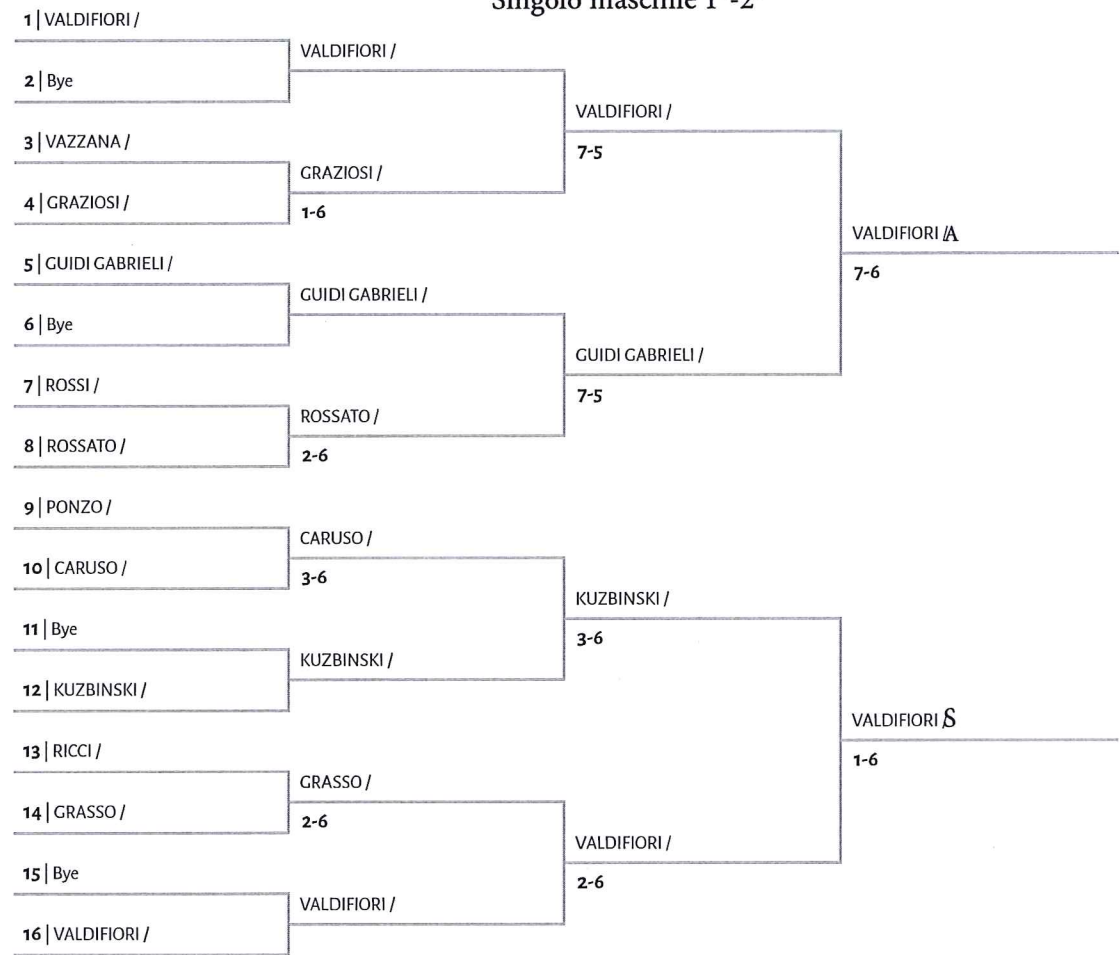 Singolo maschile 1°-2°
1 | VALDIFIORI /
2 | Bye
3 | VAZZANA /
4 | GRAZIOSI /
5 | GUIDI GABRIELI /
6 | Bye
7 | ROSSI /
8 | ROSSATO /
9 | PONZO /
10 | CARUSO /
11 | Bye
12 | KUZBINSKI /
13 | RICCI /
14 | GRASSO /
15 | Bye
16 | VALDIFIORI /
VALDIFIORI /
GRAZIOSI /
1-6
GUIDI GABRIELI /
ROSSATO /
2-6
CARUSO /
3-6
KUZBINSKI /
GRASSO /
2-6
VALDIFIORI /
VALDIFIORI /
7-5
GUIDI GABRIELI /
7-5
KUZBINSKI /
3-6
VALDIFIORI /
2-6
VALDIFIORI /A
7-6
VALDIFIORI /S
1-6